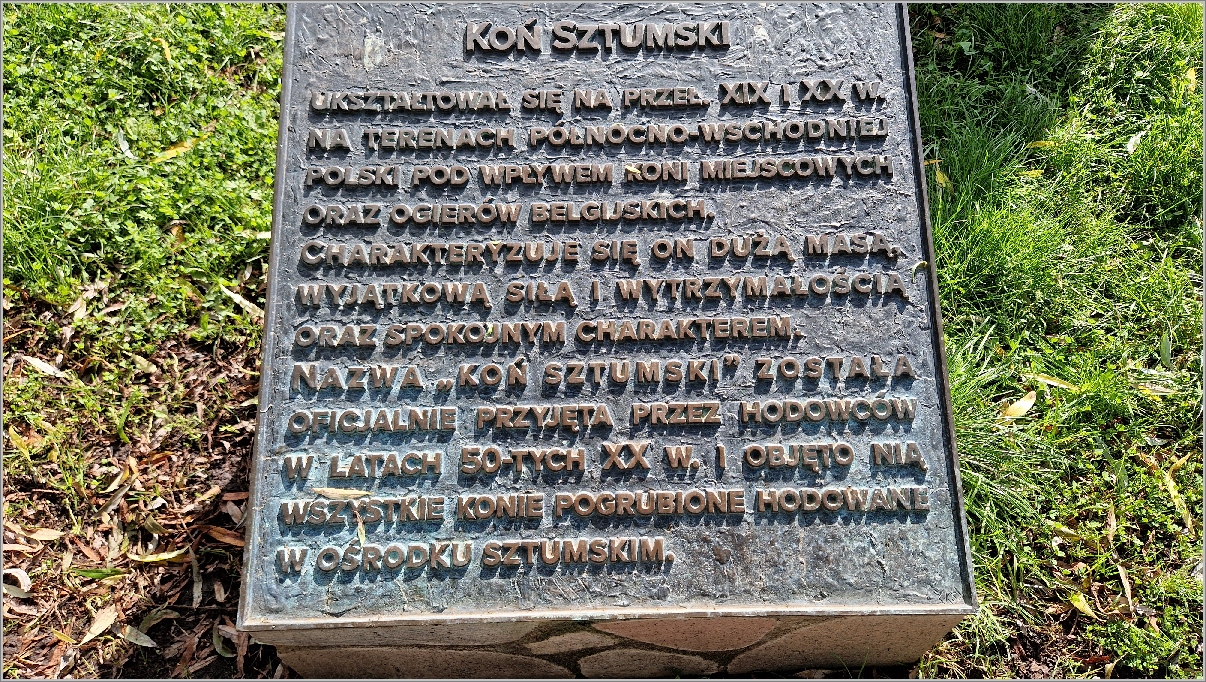 KOŃ SZTUMSKI
UKSZTAŁTOWAŁ SIĘ NA PRZEŁ. XIX I XX W.
NA TERENACH PÓŁNOCNO-WSCHODNIEJ
POLSKI POD WPŁYWEM KONI MIEJSCOWYCH
ORAZ OGIERÓW BELGIJSKICH.
CHARAKTERYZUJE SIĘ ON DUŻĄ MASĄ,
WYJĄTKOWĄ SIŁĄ I WYTRZYMAŁOŚCIĄ
ORAZ SPOKOJNYM CHARAKTEREM.
NAZWA „KOŃ SZTUMSKI” ZOSTAŁA
OFICJALNIE PRZYJĘTA PRZEZ HODOWCÓW
W LATACH 50-TYCH XX W. I OBJĘTO NIĄ
WSZYSTKIE KONIE POGRUBIONE HODOWANE
W OŚRODKU SZTUMSKIM.